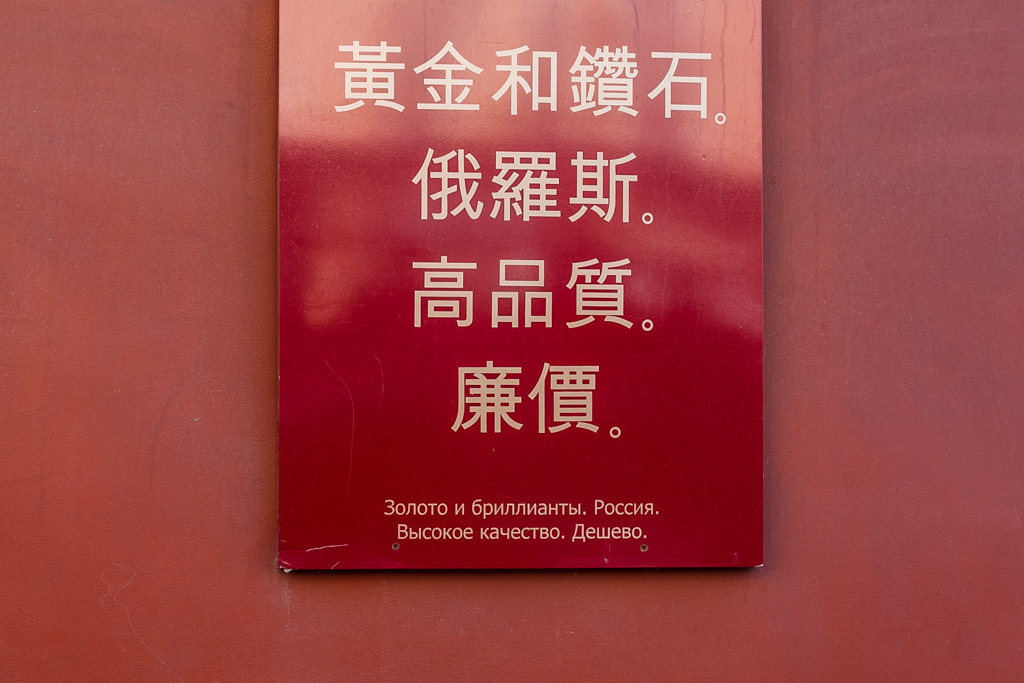 黃金和鑽石。
俄羅斯。
高品質。
廉價。
Золото и бриллианты. Россия.
Высокое качество. Дешево.